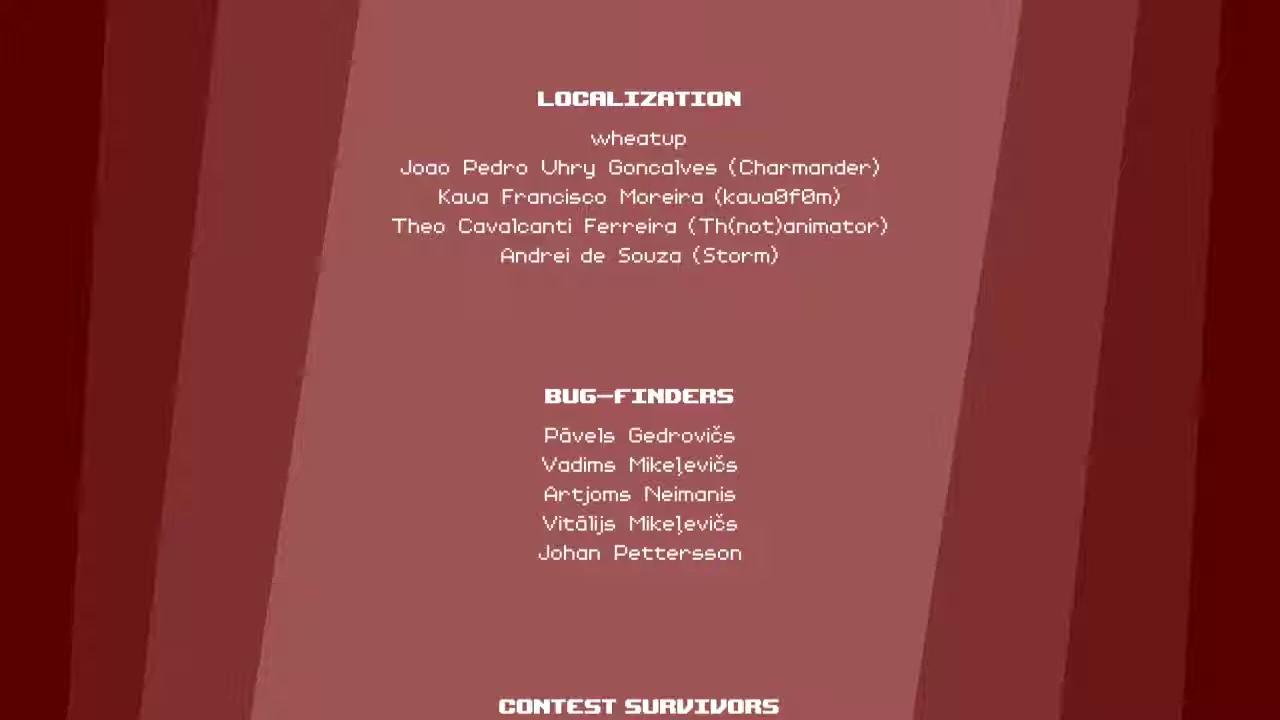 LOCALIZATION
wheatup
Joao Pedro Uhry Goncalves (Charmander)
Kaua Francisco Moreira (kaua0f0m)
Theo Cavalcanti Ferreira (Th(not)animator)
Andrei de Souza (Storm)
BUG-FINDERS
Pāvels Gedrovičs
Vadims Mikeļevičs
Artjoms Neimanis
Vitālijs Mikeļevičs
Johan Pettersson
CONTEST SURVIVORS